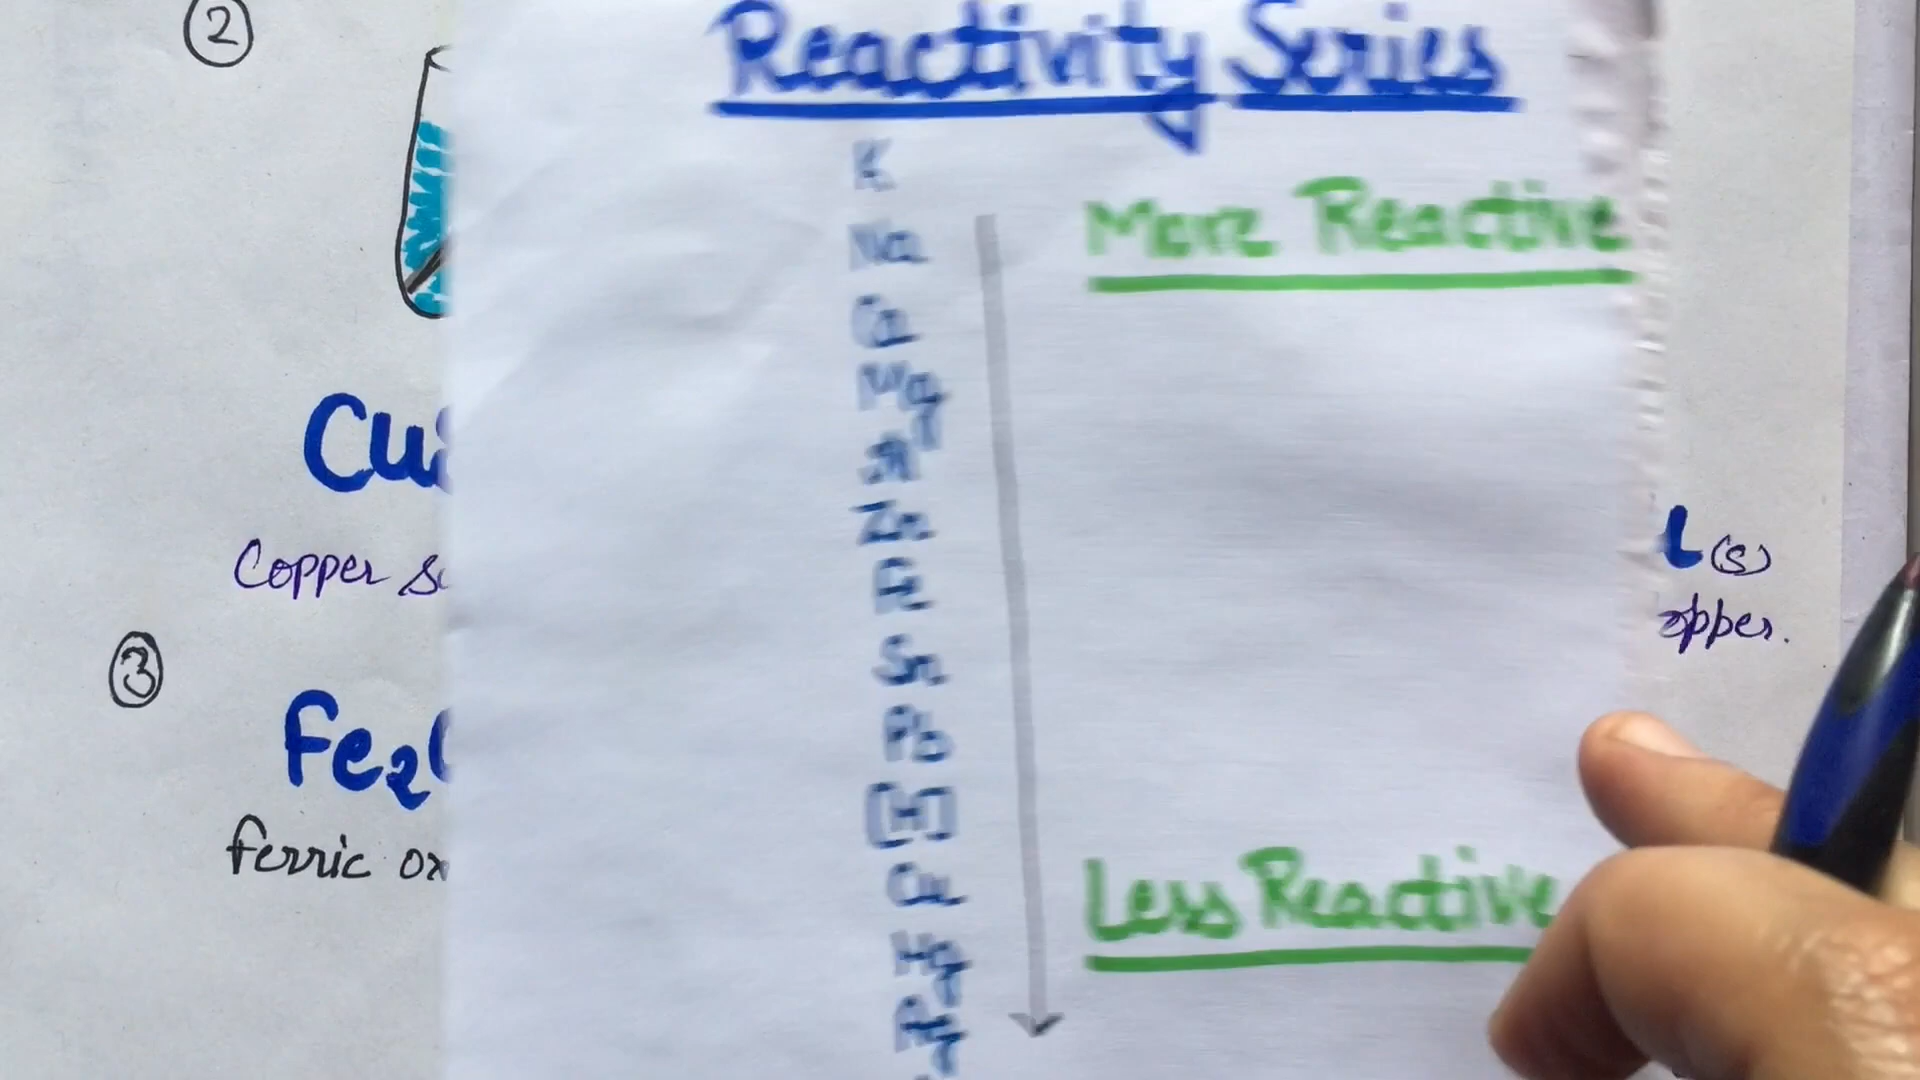 2
Reactivity Series
K
More Reactive
Na
Ca
Mg
Al
Cu
Zn
L(s)
Copper
Fe
opper.
3
Sn
Fe2
Pb
[H]
ferric ox
Cu
Less Reactive
Hg
Ag